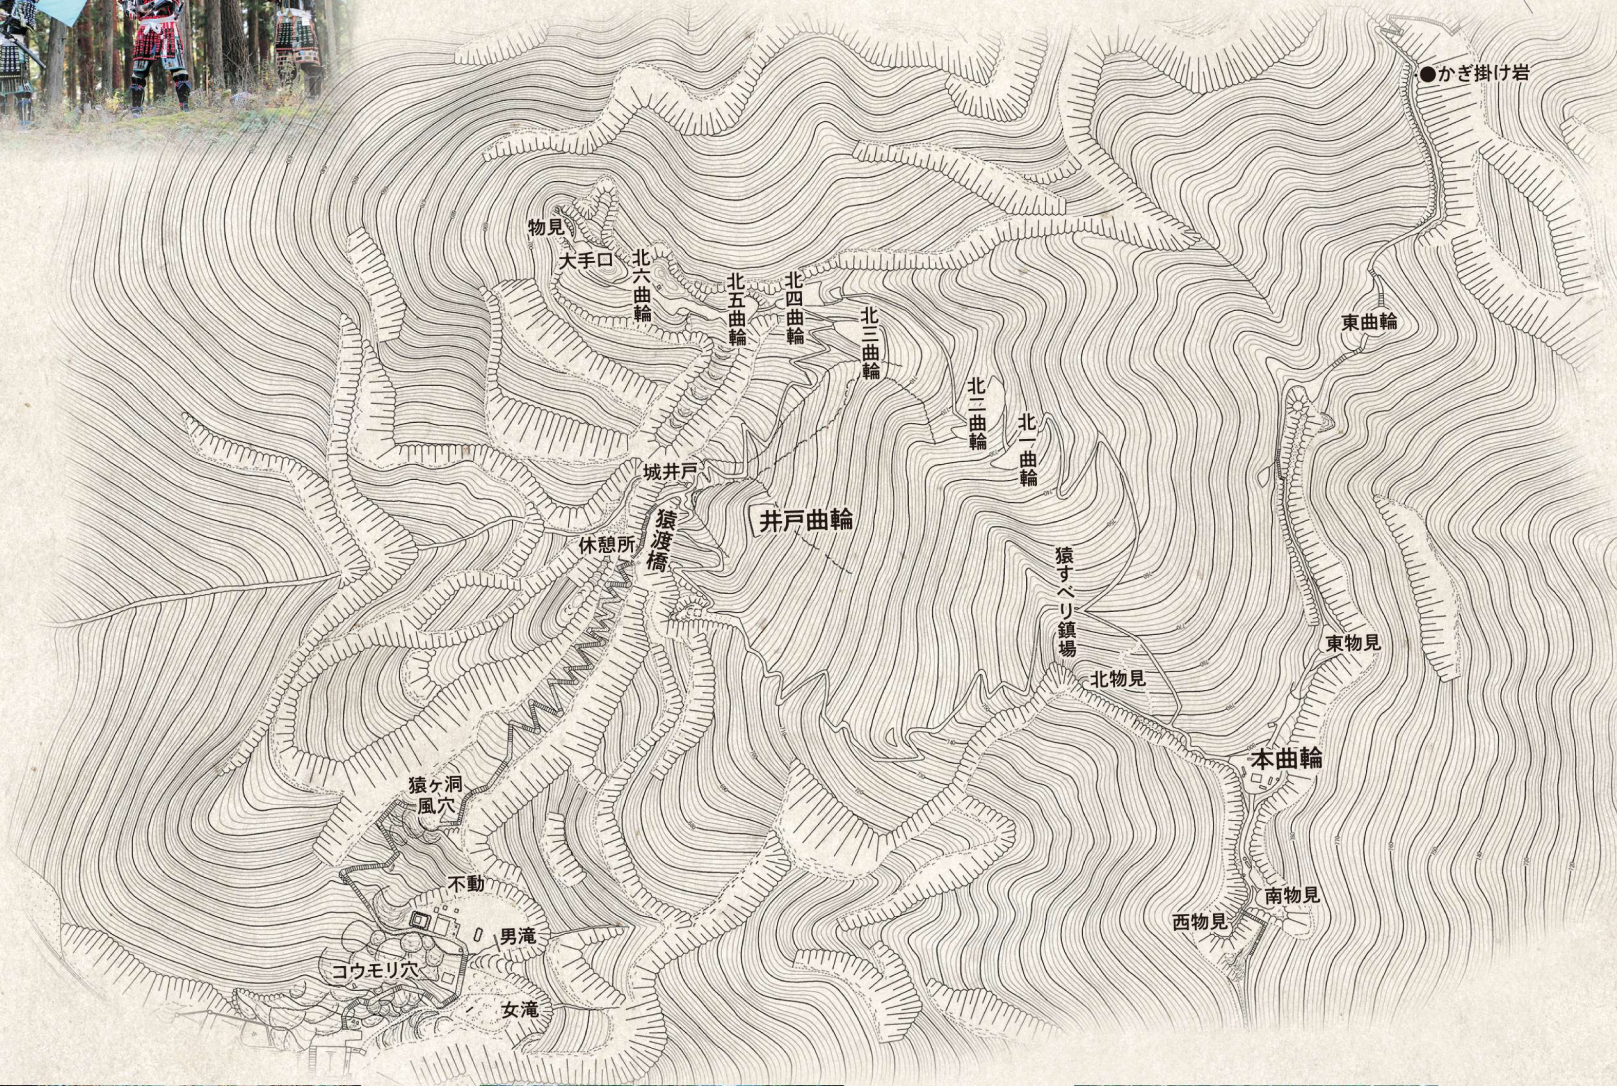 かぎ掛け岩
物見
大手口
北六曲輪
北五曲輪
北四曲輪
北三曲輪
東曲輪
北二曲輪
北一曲輪
城井戸
井戸曲輪
猿渡橋
休憩所
猿すべり鎖場
東物見
北物見
本曲輪
猿ヶ洞
風穴
不動
南物見
西物見
男滝
コウモリ穴
女滝